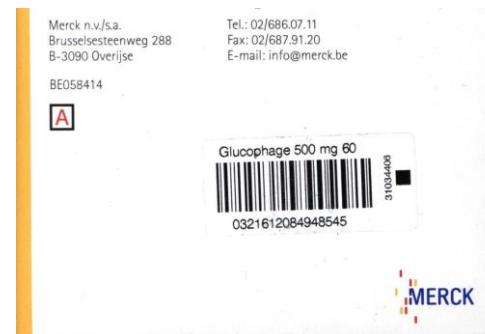 Merck n.v./s.a.
Brusselsesteenweg 288
B-3090 Overijse
Tel.: 02/686.07.11
Fax: 02/687.91.20
E-mail: info@merck.be
BE058414
A
Glucophage 500 mg 60
0321612084948545
31034406
MERCK